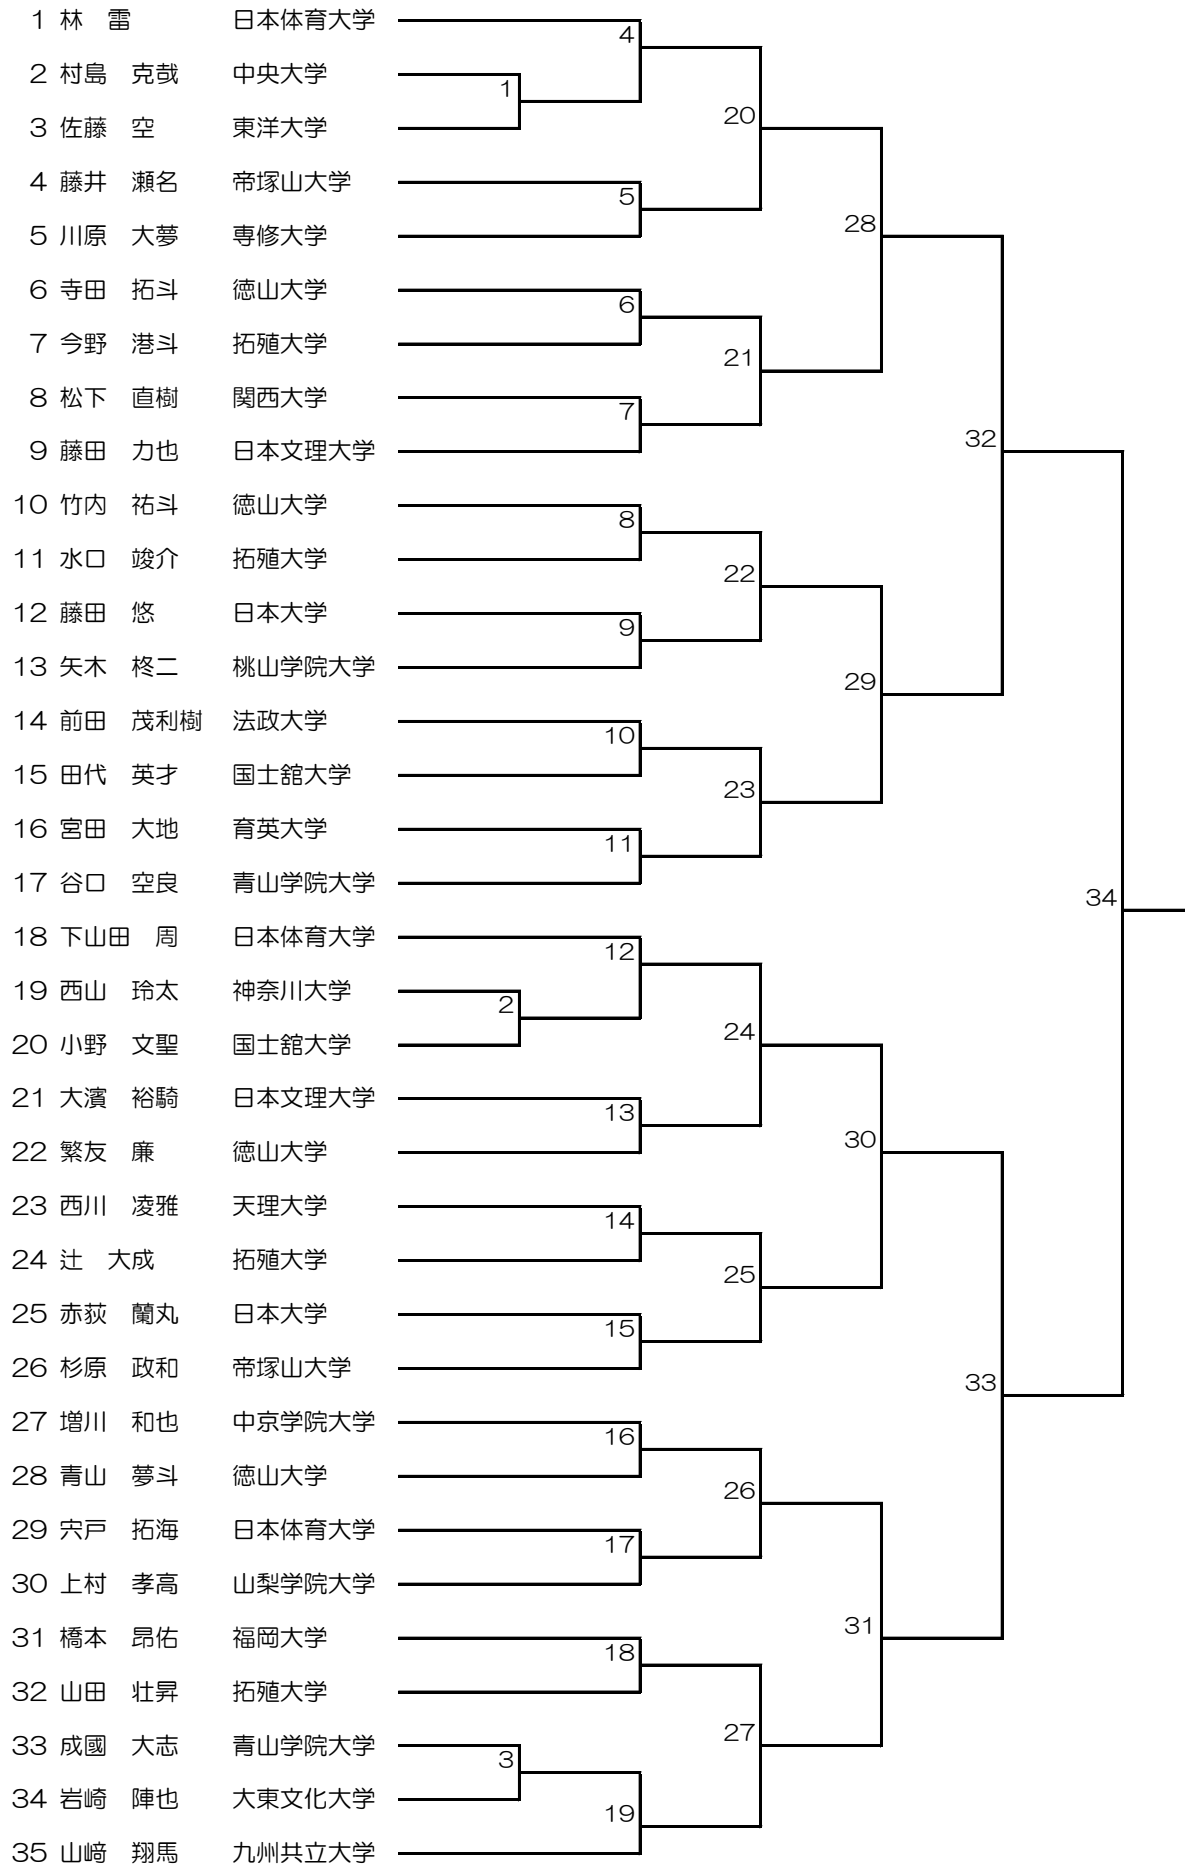 1 林　雷 日本体育大学
4
2 村島　克哉 中央大学
1
20
3 佐藤　空 東洋大学
4 藤井　瀬名 帝塚山大学
5
28
5 川原　大夢 専修大学
6 寺田　拓斗 徳山大学
6
7 今野　港斗 拓殖大学
21
8 松下　直樹 関西大学
7
32
9 藤田　力也 日本文理大学
10 竹内　祐斗 徳山大学
8
11 水口　竣介 拓殖大学
22
12 藤田　悠 日本大学
9
13 矢木　柊二 桃山学院大学
29
14 前田　茂利樹 法政大学
10
15 田代　英才 国士舘大学
23
16 宮田　大地 育英大学
11
17 谷口　空良 青山学院大学
34
18 下山田　周 日本体育大学
12
19 西山　玲太 神奈川大学
2
24
20 小野　文聖 国士舘大学
21 大濱　裕騎 日本文理大学
13
30
22 繁友　廉 徳山大学
23 西川　凌雅 天理大学
14
24 辻　大成 拓殖大学
25
25 赤荻　蘭丸 日本大学
15
26 杉原　政和 帝塚山大学
33
27 増川　和也 中京学院大学
16
28 青山　夢斗 徳山大学
26
29 宍戸　拓海 日本体育大学
17
30 上村　孝高 山梨学院大学
31
31 橋本　昂佑 福岡大学
18
32 山田　壮昇 拓殖大学
27
33 成國　大志 青山学院大学
3
34 岩崎　陣也 大東文化大学
19
35 山﨑　翔馬 九州共立大学